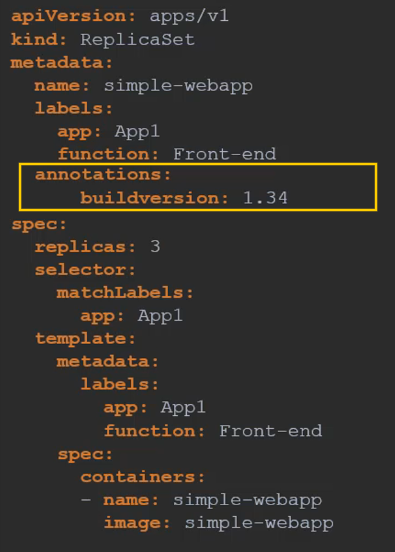 apiVersion: apps/v1
kind: ReplicaSet
metadata:
  name: simple-webapp
  labels:
    app: App1
    function: Front-end
  annotations:
      buildversion: 1.34
spec:
  replicas: 3
  selector:
    matchLabels:
      app: App1
  template:
    metadata:
      labels:
        app: App1
        function: Front-end
    spec:
      containers:
      - name: simple-webapp
        image: simple-webapp